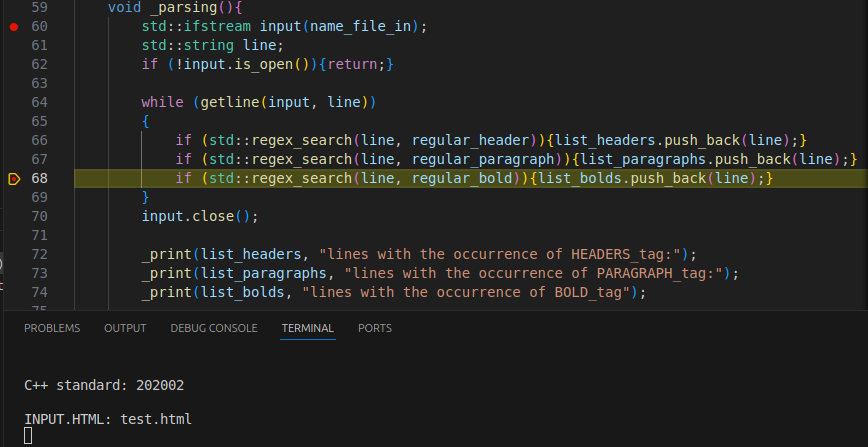 59 void _parsing(){
60 std::ifstream input(name_file_in);
61 std::string line;
62 if (!input.is_open()){return;}
63
64 while (getline(input, line))
65 {
66 if (std::regex_search(line, regular_header)){list_headers.push_back(line);}
67 if (std::regex_search(line, regular_paragraph)){list_paragraphs.push_back(line);}
68 if (std::regex_search(line, regular_bold)){list_bolds.push_back(line);}
69 }
70 input.close();
71
72 _print(list_headers, "lines with the occurrence of HEADERS_tag:");
73 _print(list_paragraphs, "lines with the occurrence of PARAGRAPH_tag:");
74 _print(list_bolds, "lines with the occurrence of BOLD_tag");
75
PROBLEMS OUTPUT DEBUG CONSOLE TERMINAL PORTS
C++ standard: 202002
INPUT.HTML: test.html